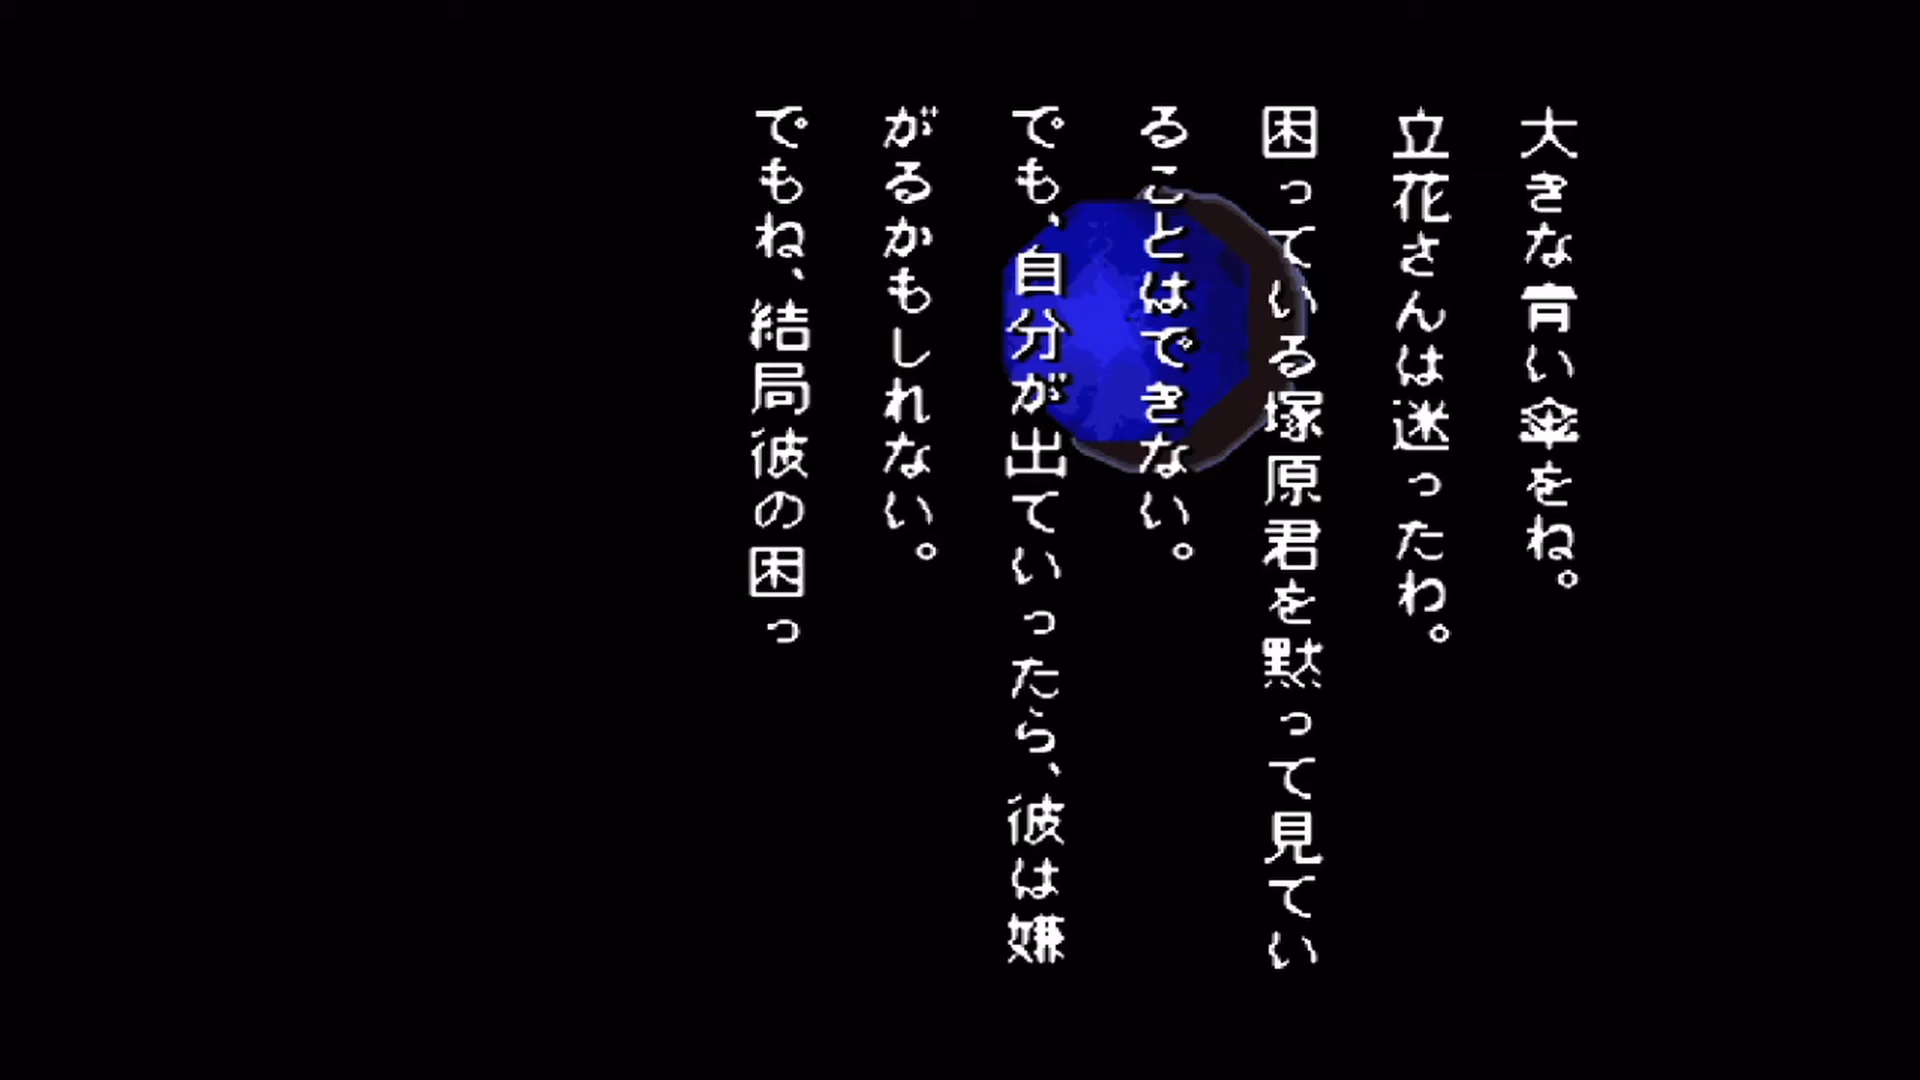 大きな青い傘をね。
立花さんは迷ったわ。
困っている塚原君を黙って見てい
ることはできない。
でも、自分が出ていったら、彼は嫌
がるかもしれない。
でもね、結局彼の困っ